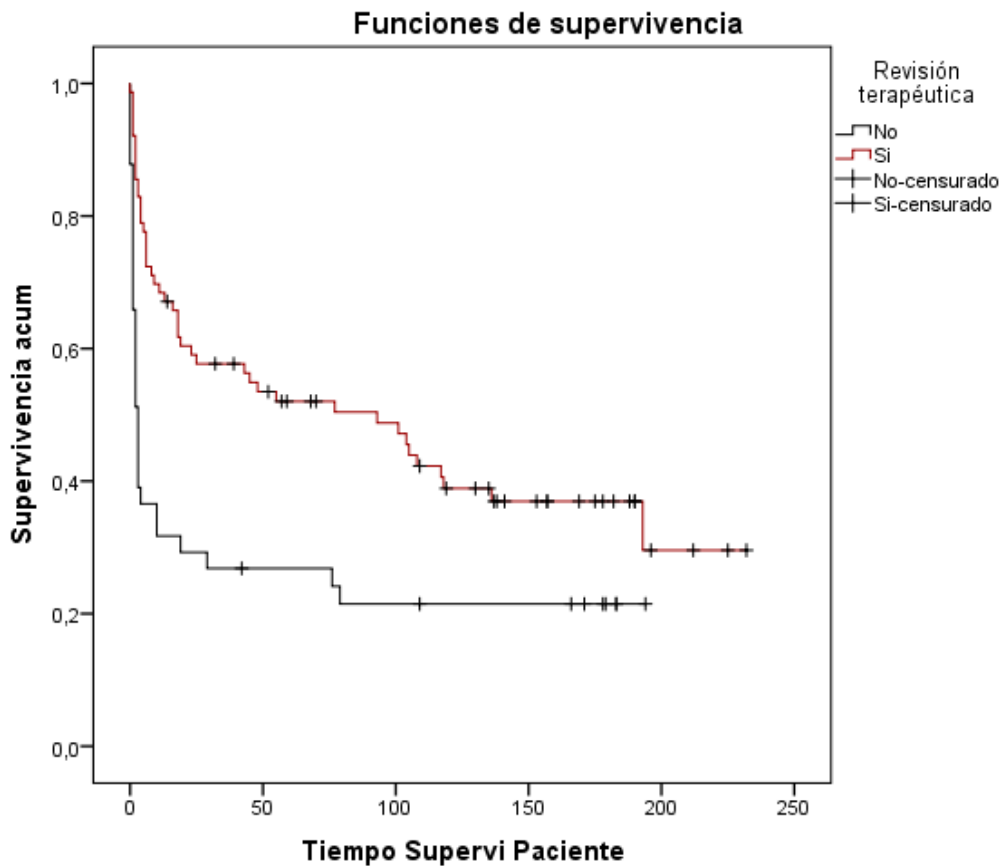 Funciones de supervivencia
Revisión
terapéutica
No
Si
No-censurado
Si-censurado
Supervivencia acum
1,0
0,8
0,6
0,4
0,2
0,0
0 50 100 150 200 250
Tiempo Supervi Paciente